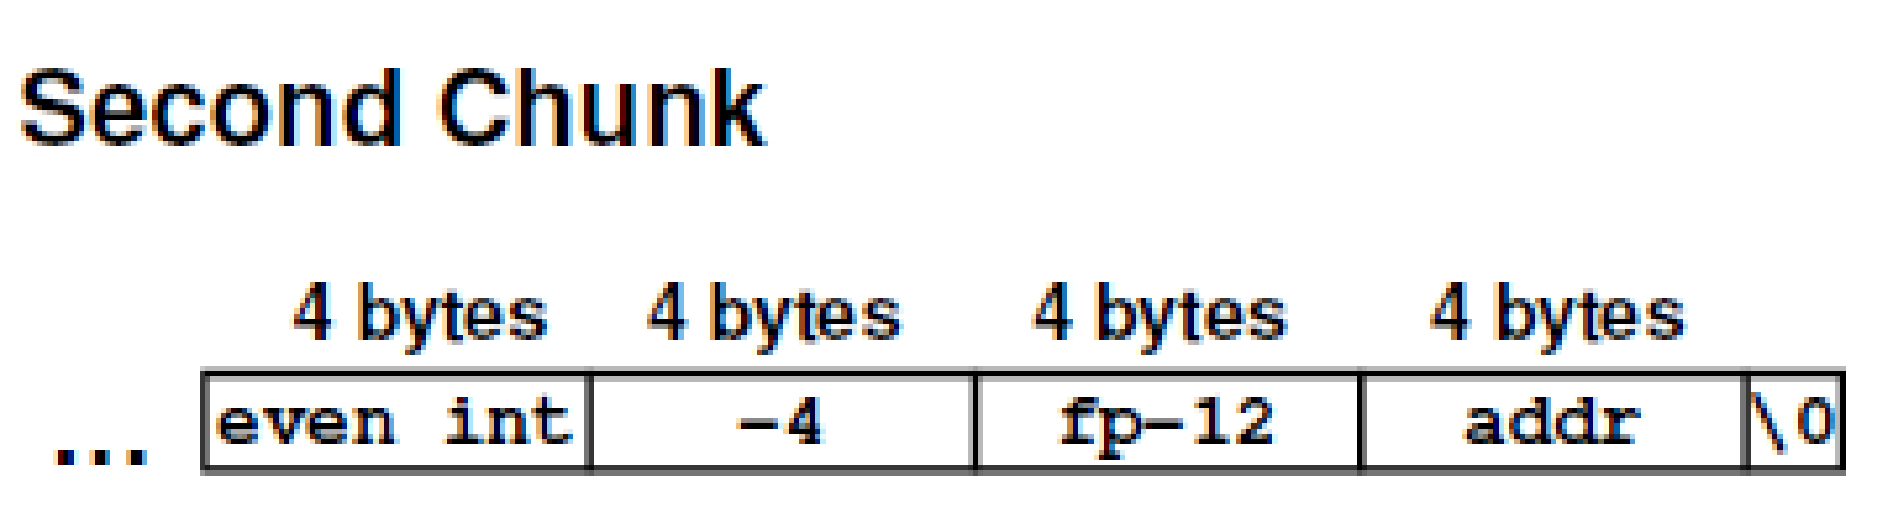 Second Chunk
4 bytes 4 bytes 4 bytes 4 bytes
... even int -4 fp-12 addr \0